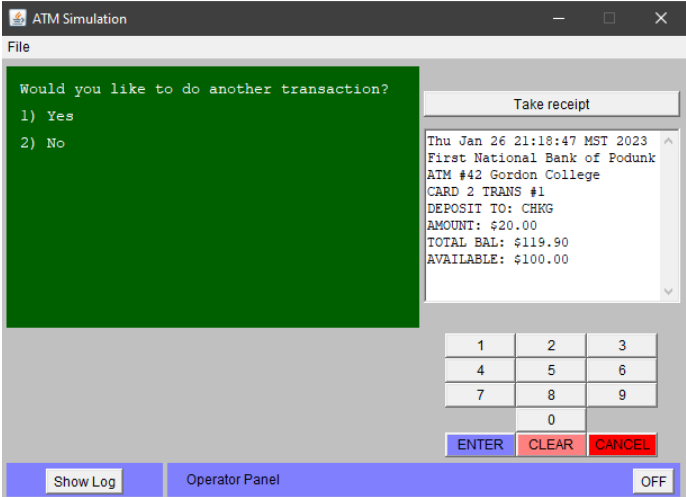 ATM Simulation
File
Would you like to do another transaction?
1) Yes
2) No
Take receipt
Thu Jan 26 21:18:47 MST 2023
First National Bank of Podunk
ATM #42 Gordon College
CARD 2 TRANS #1
DEPOSIT TO: CHKG
AMOUNT: $20.00
TOTAL BAL: $119.90
AVAILABLE: $100.00
1 2 3
4 5 6
7 8 9
0
ENTER CLEAR CANCEL
Show Log Operator Panel OFF